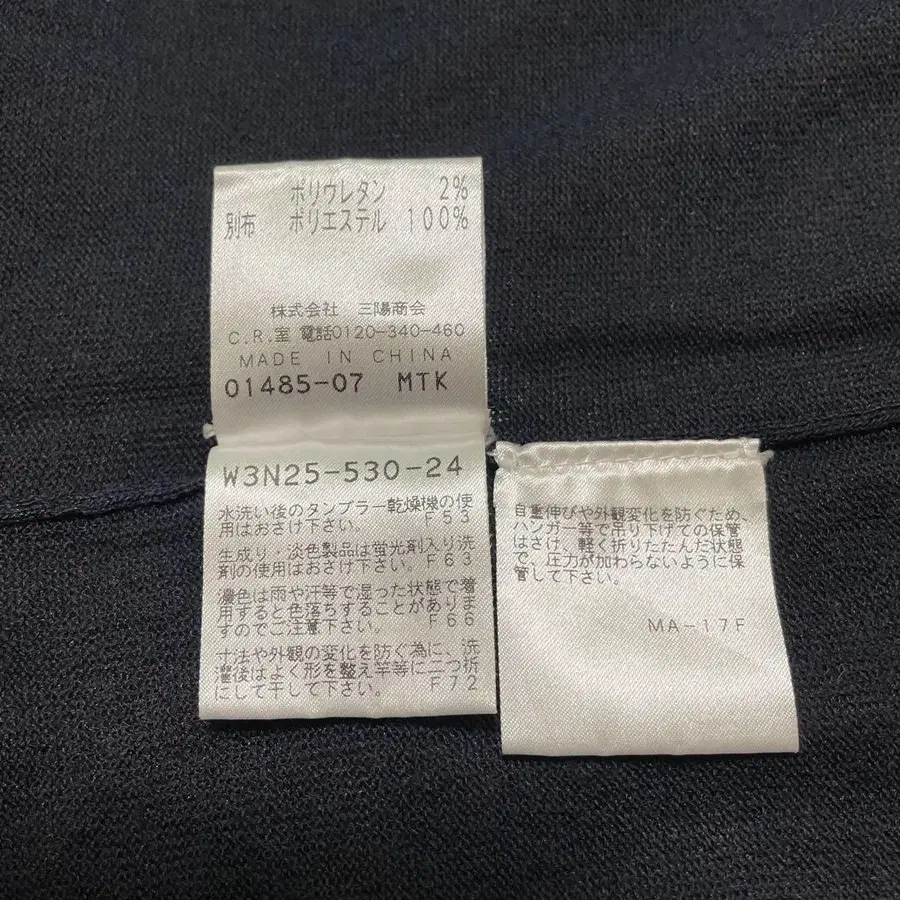 ポリウレタン 2%
別布 ポリエステル 100%
株式会社 三陽商会
C.R.室 電話0120-340-460
MADE IN CHINA
01485-07 MTK
W3N25-530-24
水洗い後のタンブラー乾燥機の使
用はおさけ下さい。 F53
生成り・淡色製品は蛍光剤入り洗
剤の使用はおさけ下さい。 F63
濃色は雨や汗等で湿った状態で着
用すると色落ちすることがありま
すのでご注意下さい。 F66
寸法や外観の変化を防ぐ為に、洗
濯後はよく形を整え竿等に二つ折
にして干して下さい。 F72
自重伸びや外観変化を防ぐため、
ハンガー等で吊り下げての保管
はさけ、軽く折りたたんだ状態
で、圧力が加わらないように保
管して下さい。
MA-17F